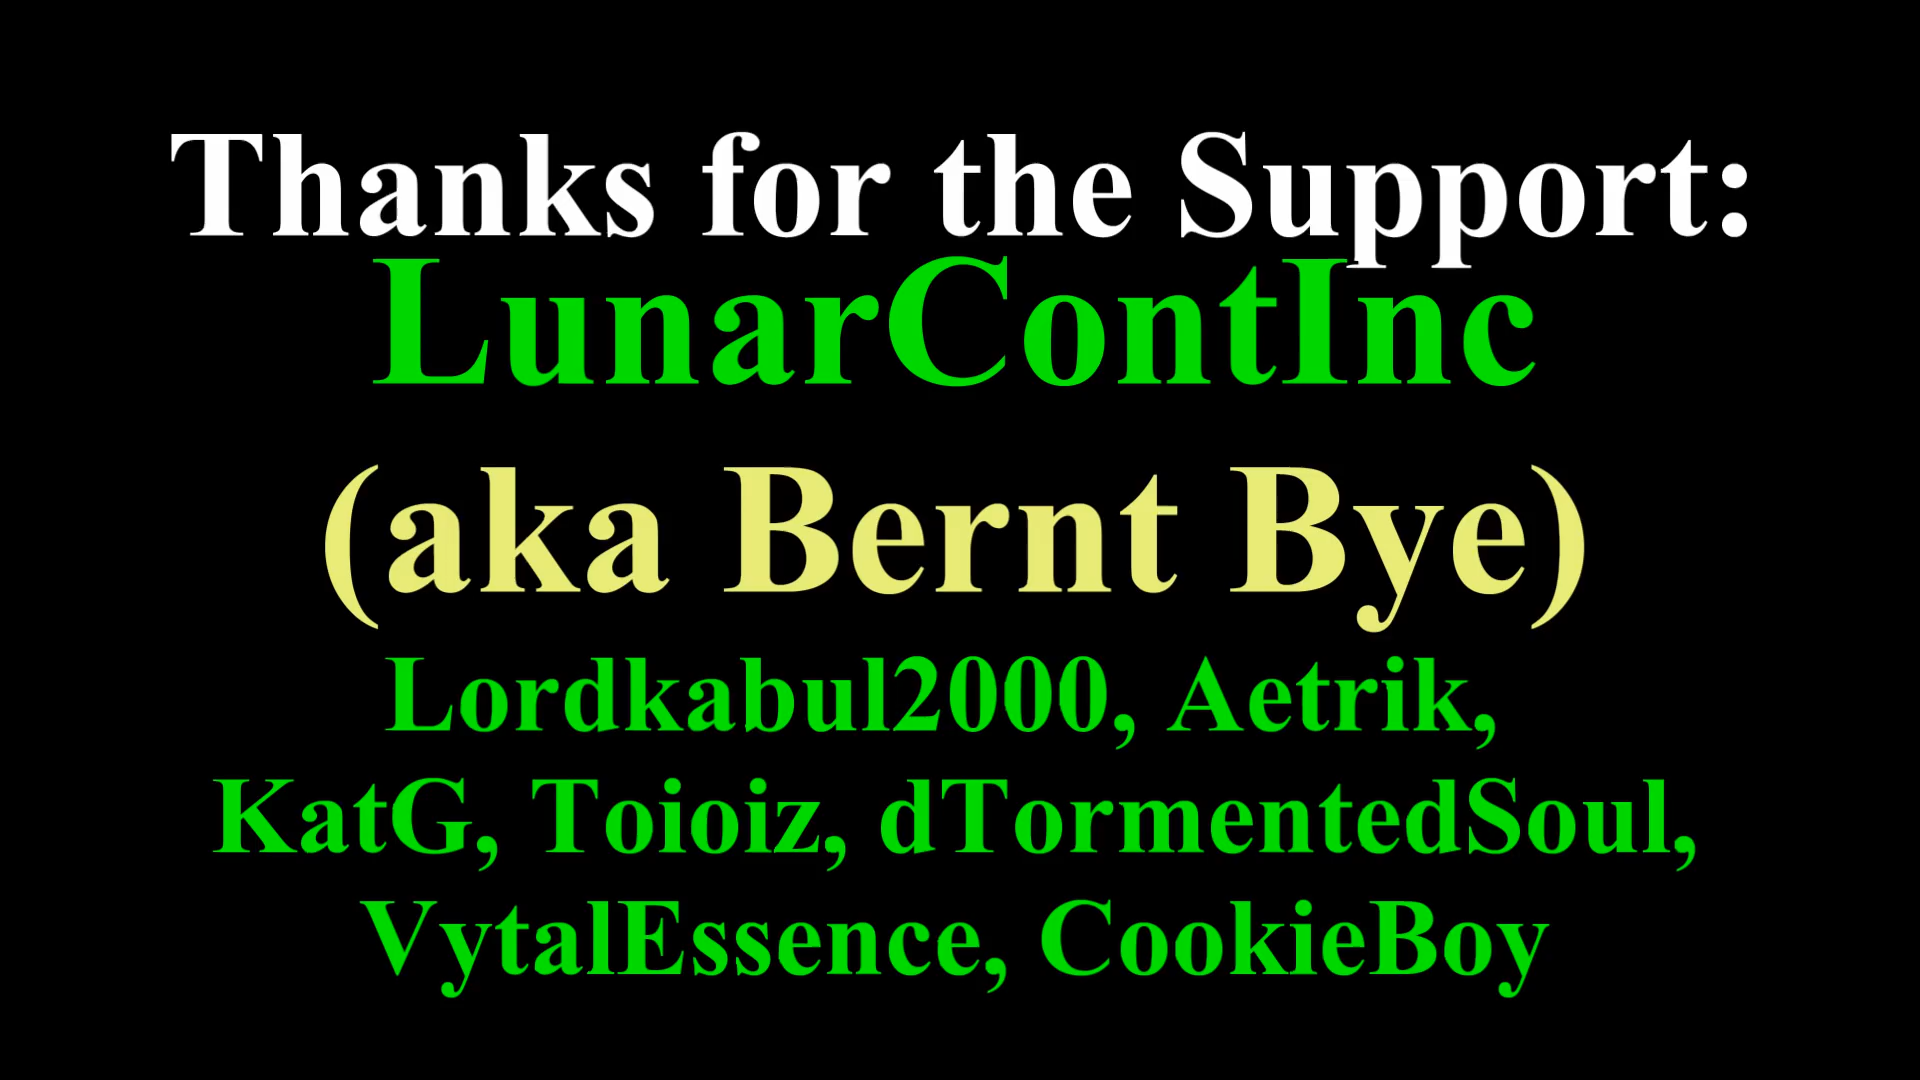 Thanks for the Support:
LunarContInc
(aka Bernt Bye)
Lordkabul2000, Aetrik,
KatG, Toioiz, dTormentedSoul,
VytalEssence, CookieBoy